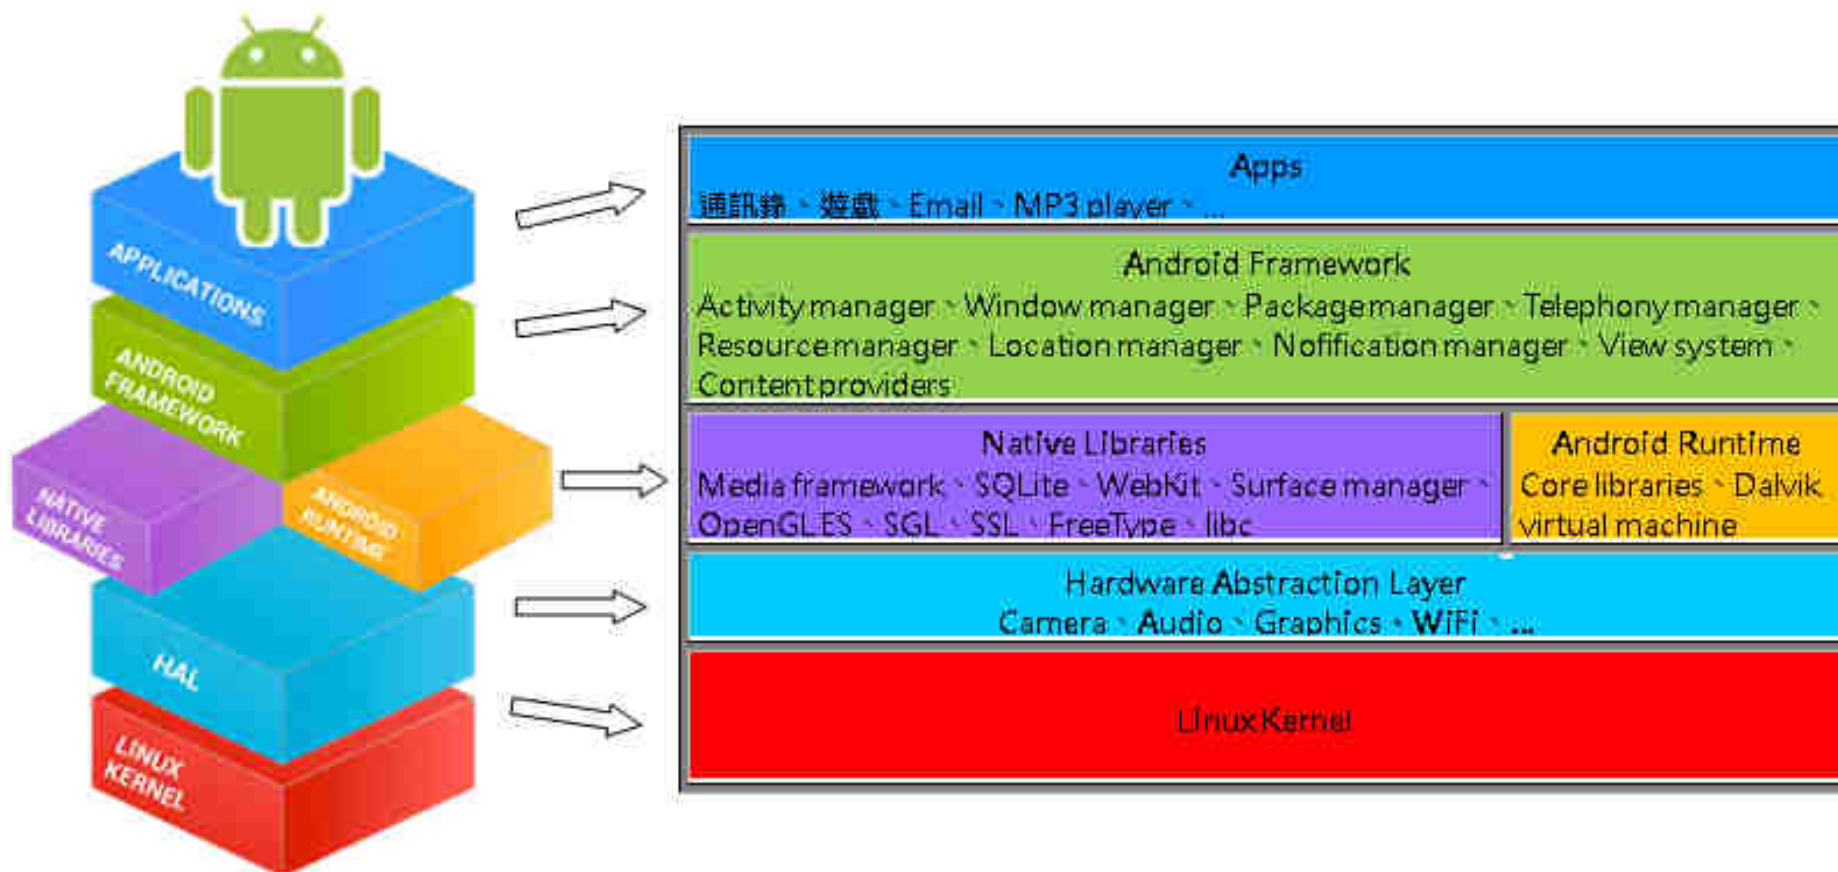 APPLICATIONS
ANDROID
FRAMEWORK
NATIVE
LIBRARIES
ANDROID
RUNTIME
HAL
LINUX
KERNEL
Apps
通訊錄、遊戲、Email、MP3 player、...
Android Framework
Activity manager、Window manager、Package manager、Telephony manager、
Resource manager、Location manager、Nofification manager、View system、
Content providers
Native Libraries
Media framework、SQLite、WebKit、Surface manager、
OpenGL ES、SGL、SSL、FreeType、libc
Android Runtime
Core libraries、Dalvik
virtual machine
Hardware Abstraction Layer
Camera、Audio、Graphics、WiFi、...
Linux Kernel